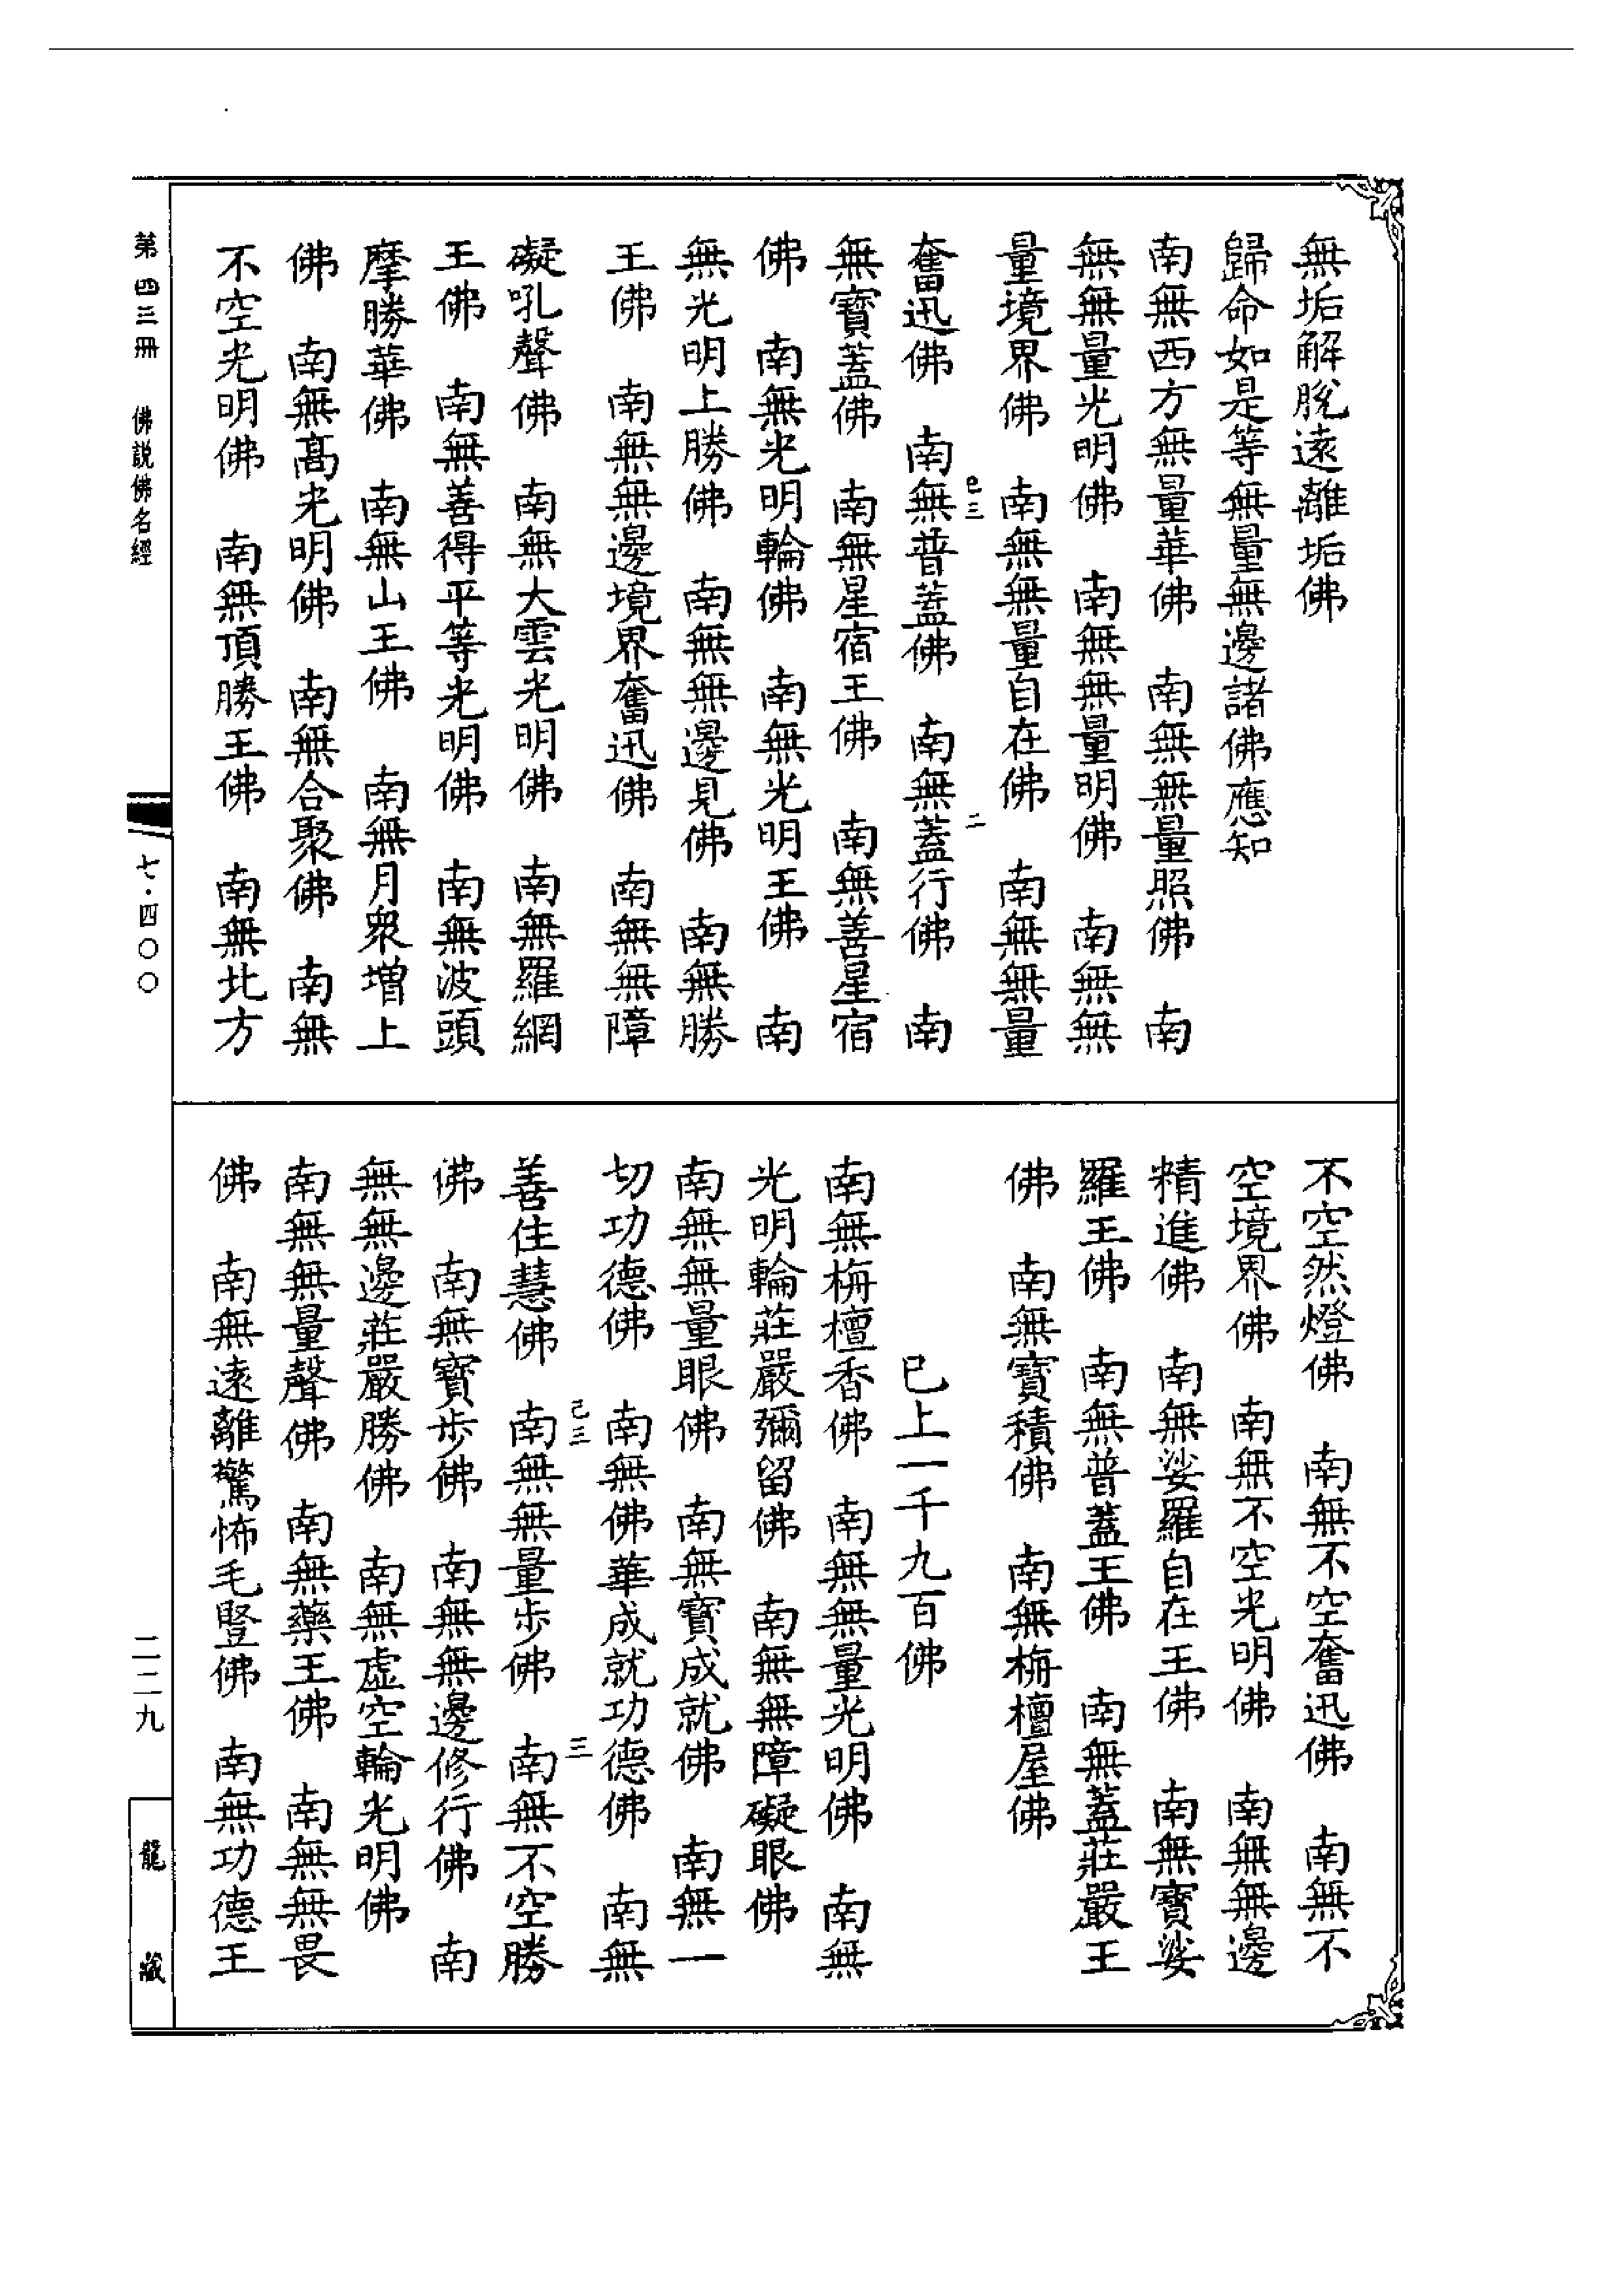 無垢解脫遠離垢佛
歸命如是等無量無邊諸佛應知
南無西方無量華佛　南無無量照佛　南
無無量光明佛　南無無量明佛　南無無
量境界佛　南無無量自在佛　南無無量
奮迅佛　南無普蓋佛　南無蓋行佛　南
己三　二
無寶蓋佛　南無星宿王佛　南無善星宿
佛　南無光明輪佛　南無光明王佛　南
無光明上勝佛　南無無邊見佛　南無勝
王佛　南無無邊境界奮迅佛　南無無障
礙吼聲佛　南無大雲光明佛　南無羅網
王佛　南無善得平等光明佛　南無波頭
摩勝華佛　南無山王佛　南無月衆增上
佛　南無高光明佛　南無合聚佛　南無
不空光明佛　南無頂勝王佛　南無北方
不空然燈佛　南無不空奮迅佛　南無不
空境界佛　南無不空光明佛　南無無邊
精進佛　南無娑羅自在王佛　南無寶娑
羅王佛　南無普蓋王佛　南無蓋莊嚴王
佛　南無寶積佛　南無栴檀屋佛
已上一千九百佛
南無栴檀香佛　南無無量光明佛　南無
光明輪莊嚴彌留佛　南無無障礙眼佛
南無無量眼佛　南無寶成就佛　南無一
切功德佛　南無佛華成就功德佛　南無
己三　三
善住慧佛　南無無量步佛　南無不空勝
佛　南無寶步佛　南無無邊修行佛　南
無無邊莊嚴勝佛　南無虛空輪光明佛
南無無量聲佛　南無藥王佛　南無無畏
佛　南無遠離驚怖毛豎佛　南無功德王
第四三冊　佛説佛名經
七·四〇〇
二二九
龍藏